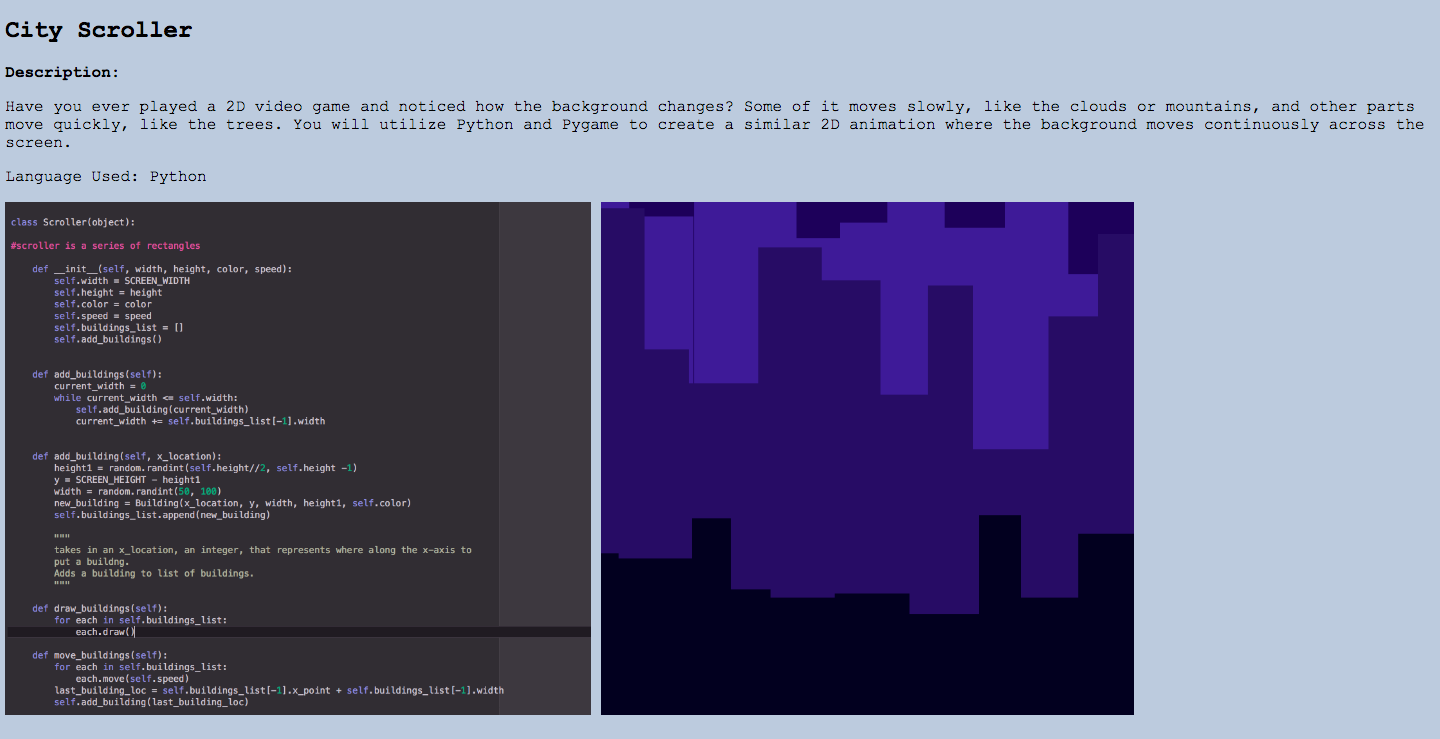 City Scroller
Description:
Have you ever played a 2D video game and noticed how the background changes? Some of it moves slowly, like the clouds or mountains, and other parts
move quickly, like the trees. You will utilize Python and Pygame to create a similar 2D animation where the background moves continuously across the
screen.
Language Used: Python
class Scroller(object):
#scroller is a series of rectangles
def __init__(self, width, height, color, speed):
self.width = SCREEN_WIDTH
self.height = height
self.color = color
self.speed = speed
self.buildings_list = []
self.add_buildings()
def add_buildings(self):
current_width = 0
while current_width <= self.width:
self.add_building(current_width)
current_width += self.buildings_list[-1].width
def add_building(self, x_location):
height1 = random.randint(self.height//2, self.height -1)
y = SCREEN_HEIGHT - height1
width = random.randint(50, 100)
new_building = Building(x_location, y, width, height1, self.color)
self.buildings_list.append(new_building)
"""
takes in an x_location, an integer, that represents where along the x-axis to
put a buildng.
Adds a building to list of buildings.
"""
def draw_buildings(self):
for each in self.buildings_list:
each.draw()
def move_buildings(self):
for each in self.buildings_list:
each.move(self.speed)
last_building_loc = self.buildings_list[-1].x_point + self.buildings_list[-1].width
self.add_building(last_building_loc)